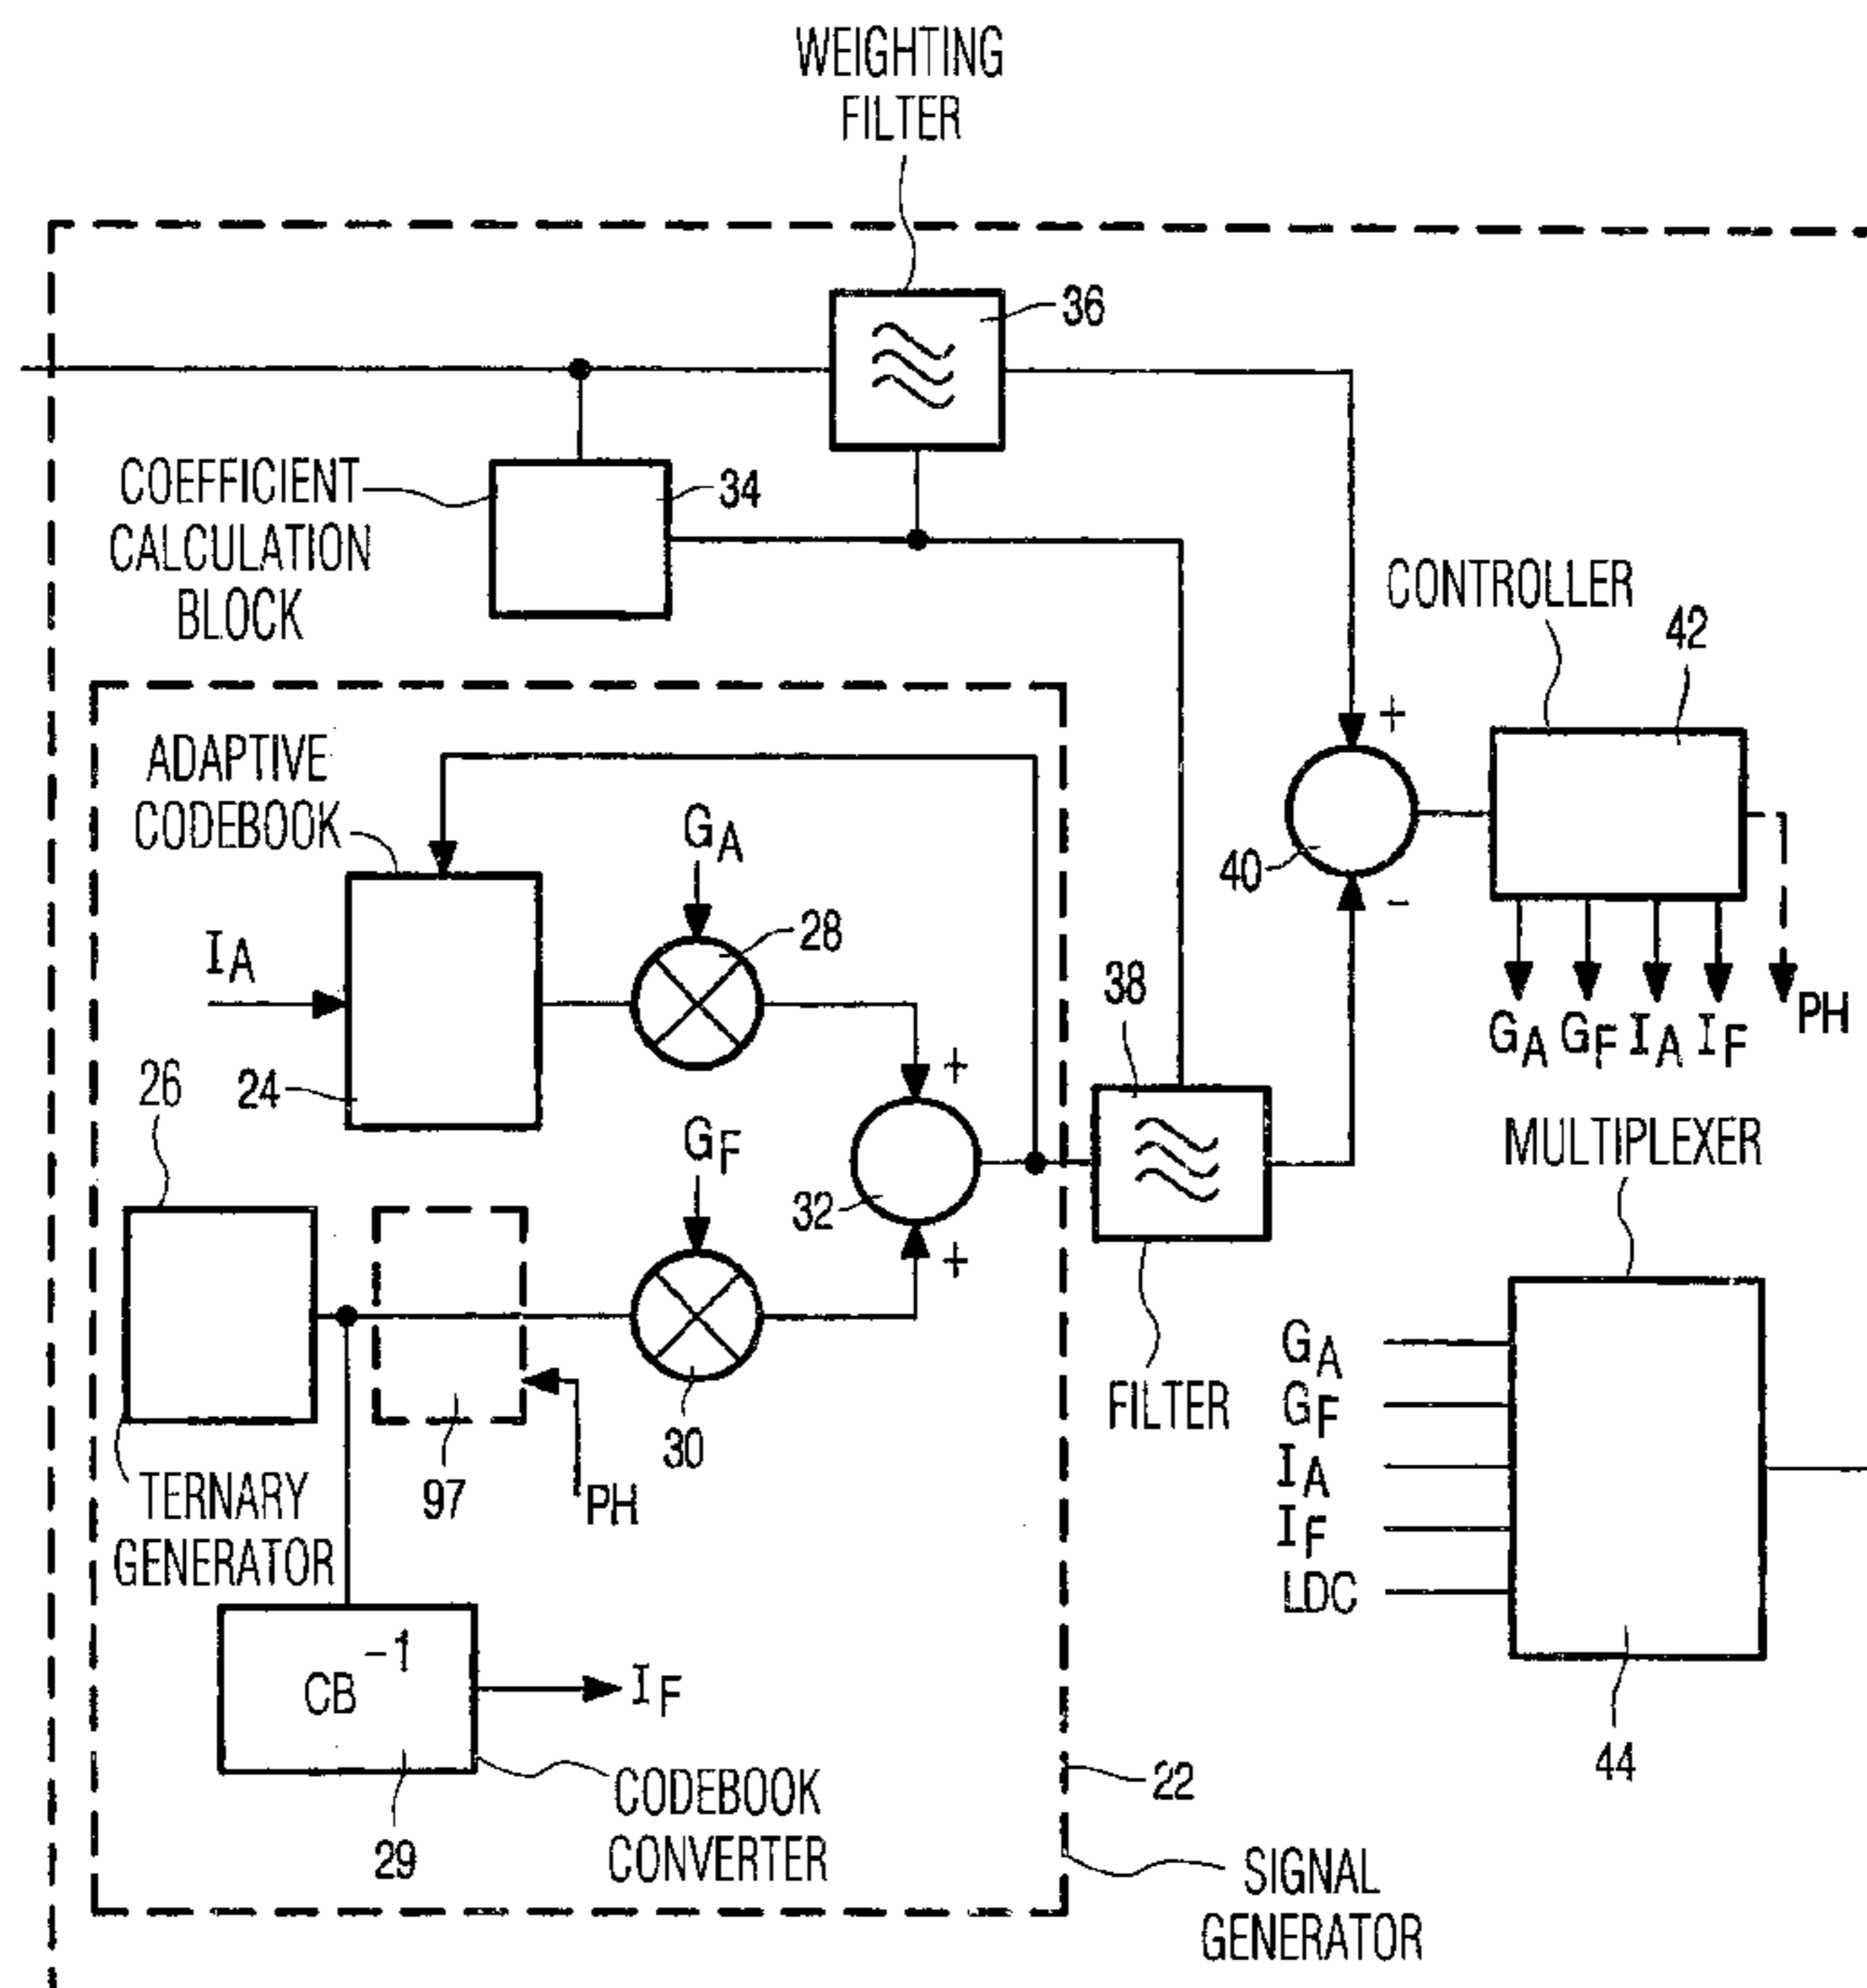 WEIGHTING
FILTER
36
COEFFICIENT
CALCULATION
BLOCK
34
CONTROLLER
42
ADAPTIVE
CODEBOOK
GA
28
40
+
-
IA
24
26
38
GA GF IA IF PH
+
GF
32
+
MULTIPLEXER
FILTER
GA
GF
IA
IF
LDC
30
97
PH
TERNARY
GENERATOR
CB-1
IF
29
CODEBOOK
CONVERTER
22
44
SIGNAL
GENERATOR